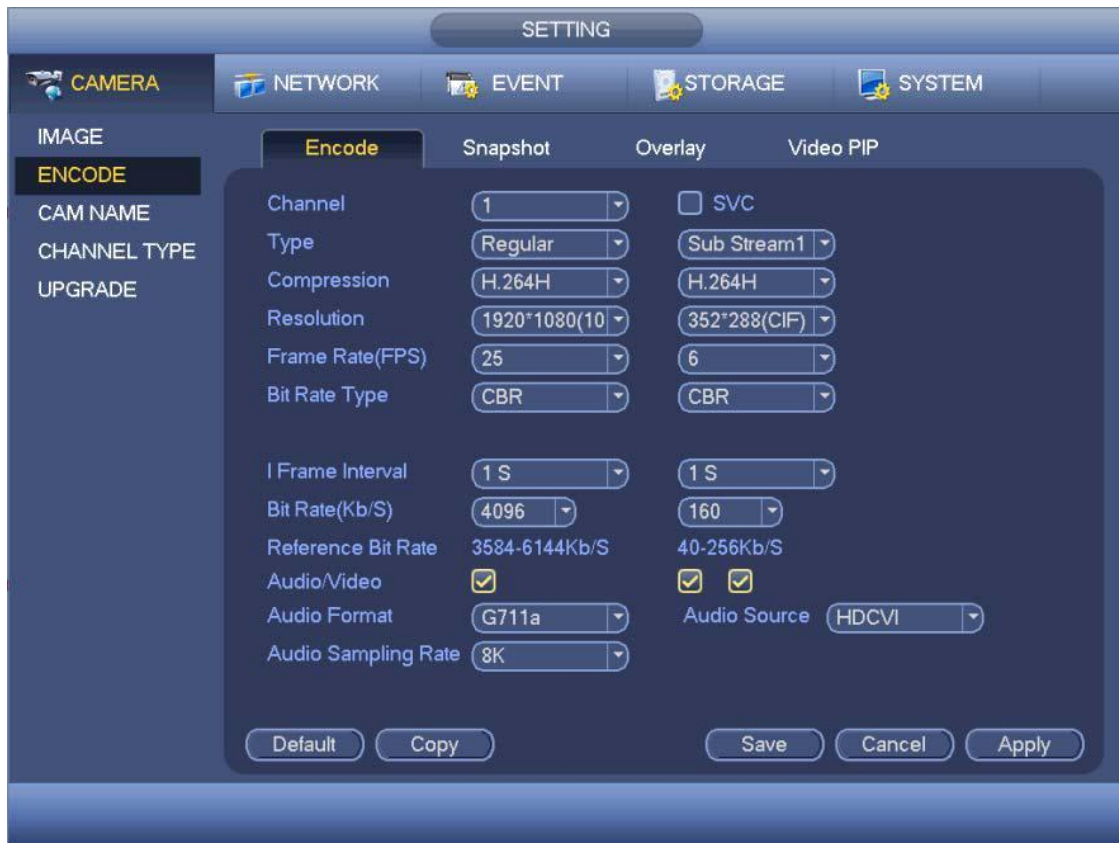 SETTING
CAMERA NETWORK EVENT STORAGE SYSTEM
IMAGE
ENCODE
CAM NAME
CHANNEL TYPE
UPGRADE
Encode Snapshot Overlay Video PIP
Channel 1 SVC
Type Regular Sub Stream1
Compression H.264H H.264H
Resolution 1920*1080(10 352*288(CIF)
Frame Rate(FPS) 25 6
Bit Rate Type CBR CBR
I Frame Interval 1 S 1 S
Bit Rate(Kb/S) 4096 160
Reference Bit Rate 3584-6144Kb/S 40-256Kb/S
Audio/Video
Audio Format G711a Audio Source HDCVI
Audio Sampling Rate 8K
Default Copy Save Cancel Apply